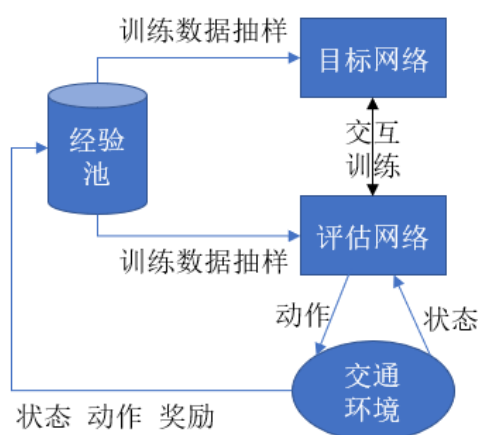 训练数据抽样
目标网络
经验
池
交互
训练
评估网络
训练数据抽样
动作
状态
交通
环境
状态 动作 奖励